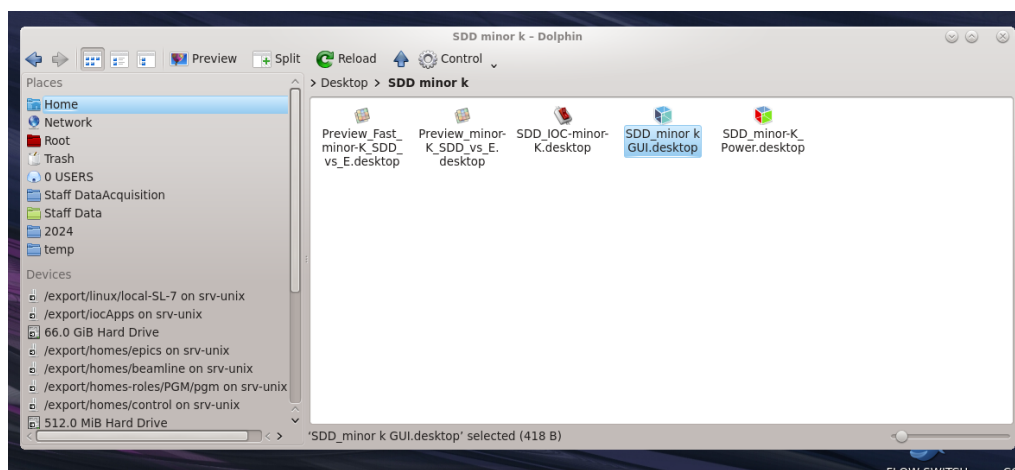 SDD minor k – Dolphin
Preview Split Reload Control
Places
> Desktop > SDD minor k
Home
Network
Root
Trash
0 USERS
Staff DataAcquisition
Staff Data
2024
temp
Devices
/export/linux/local-SL-7 on srv-unix
/export/iocApps on srv-unix
66.0 GiB Hard Drive
/export/homes/epics on srv-unix
/export/homes/beamline on srv-unix
/export/homes-roles/PGM/pgm on srv-unix
/export/homes/control on srv-unix
512.0 MiB Hard Drive
Preview_Fast_
minor-K_SDD_
vs_E.desktop
Preview_minor-
K_SDD_vs_E.
desktop
SDD_IOC-minor-
K.desktop
SDD_minor k
GUI.desktop
SDD_minor-K_
Power.desktop
'SDD_minor k GUI.desktop' selected (418 B)